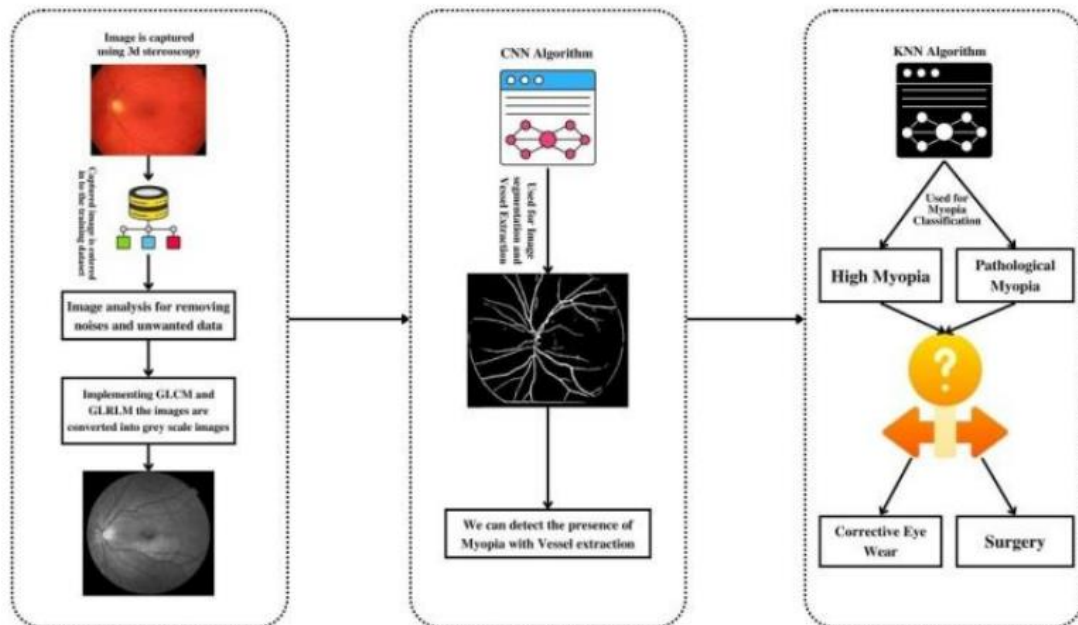 Image is captured
using 3d stereoscopy
Captured image is entered
in to the training dataset
Image analysis for removing
noises and unwanted data
Implementing GLCM and
GLRLM the images are
converted into grey scale images
CNN Algorithm
Used for Image
segmentation and
Vessel Extraction
We can detect the presence of
Myopia with Vessel extraction
KNN Algorithm
Used for
Myopia
Classification
High Myopia
Pathological
Myopia
?
Corrective Eye
Wear
Surgery